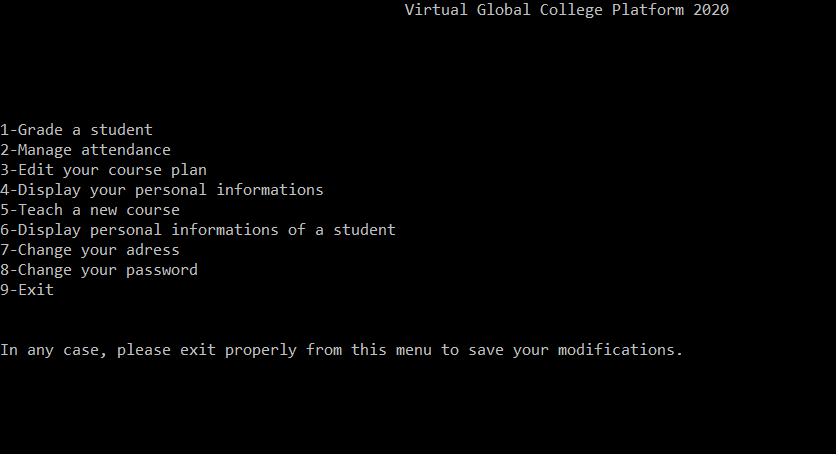 Virtual Global College Platform 2020
1-Grade a student
2-Manage attendance
3-Edit your course plan
4-Display your personal informations
5-Teach a new course
6-Display personal informations of a student
7-Change your adress
8-Change your password
9-Exit
In any case, please exit properly from this menu to save your modifications.